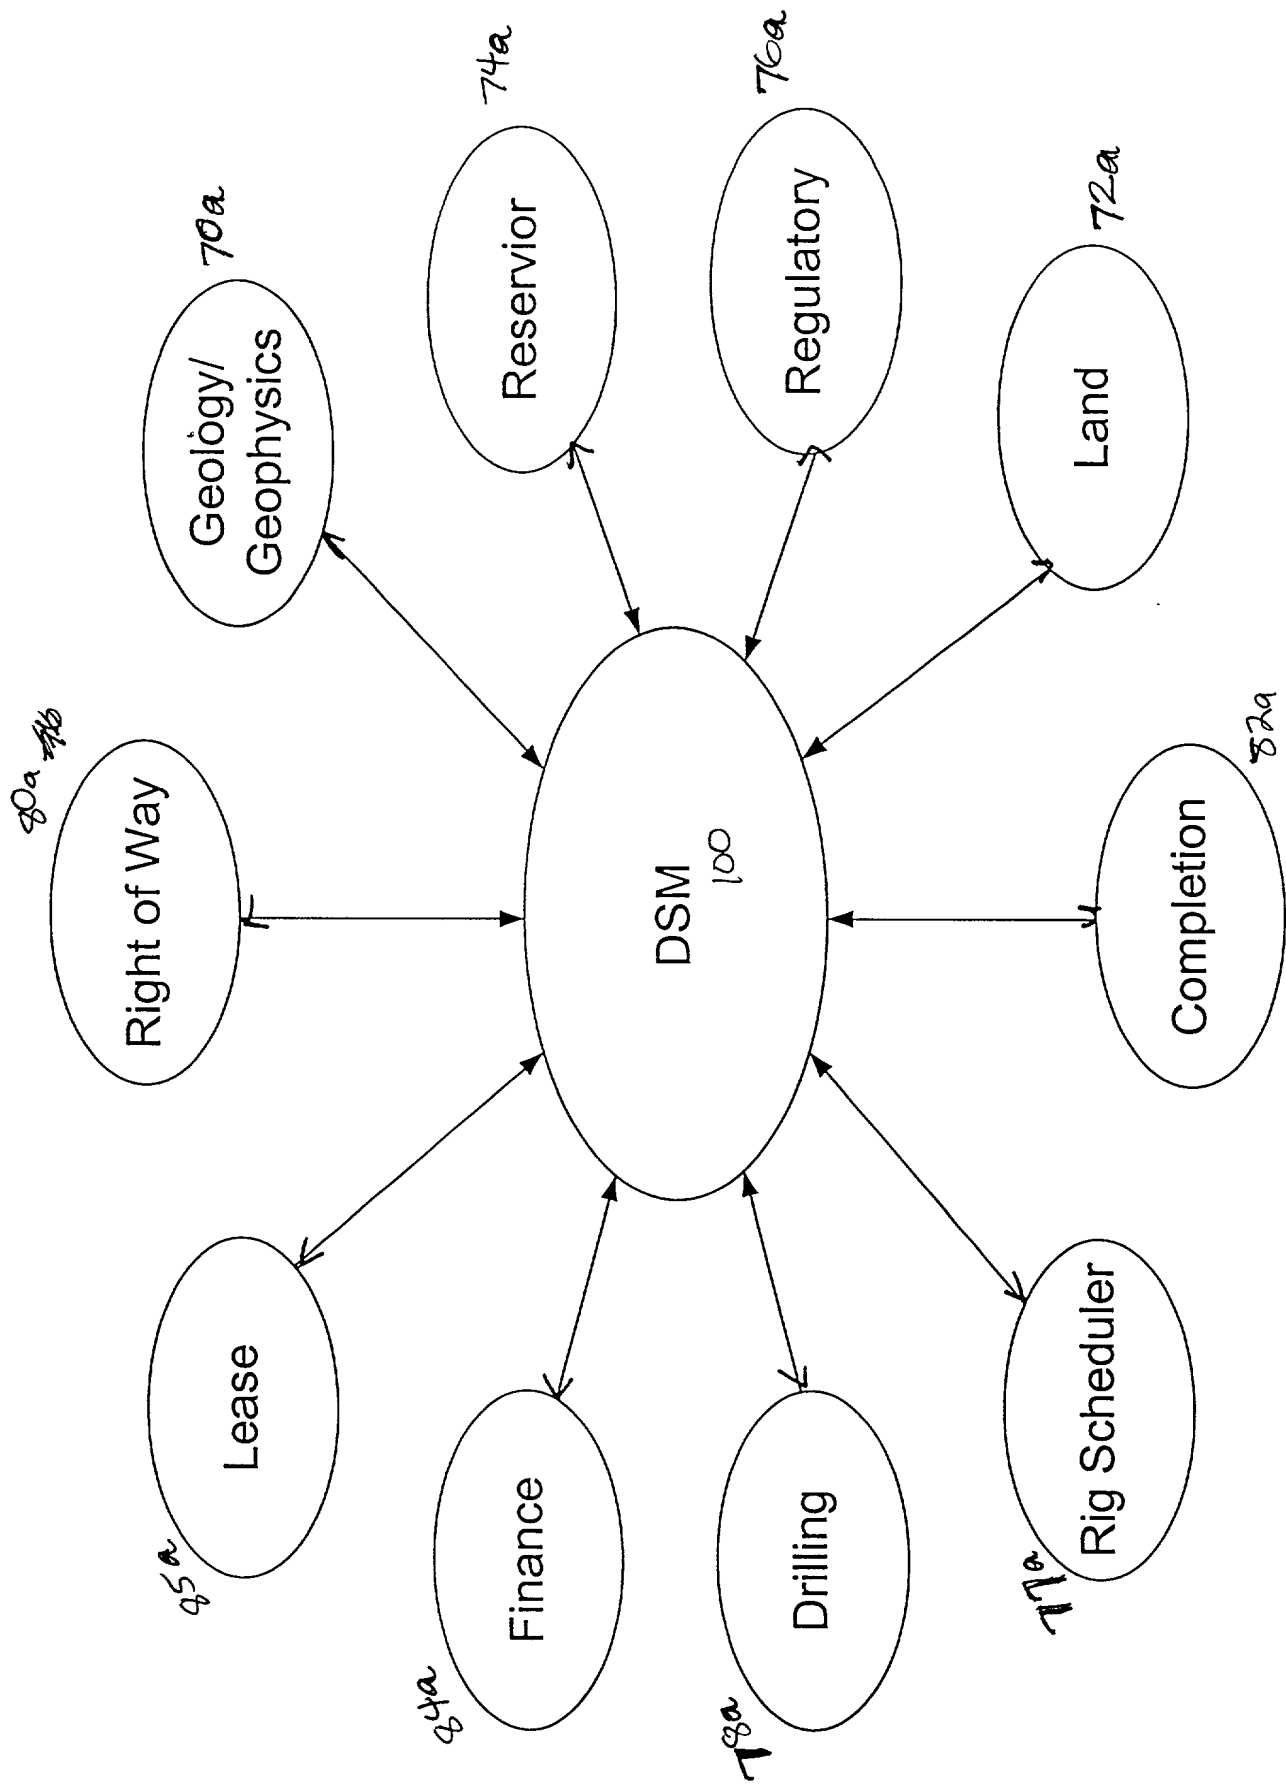 80a
Right of Way
85a
Lease
70a
Geology/
Geophysics
84a
Finance
74a
Reservior
DSM
100
78a
Drilling
76a
Regulatory
77a
Rig Scheduler
72a
Land
Completion
82a